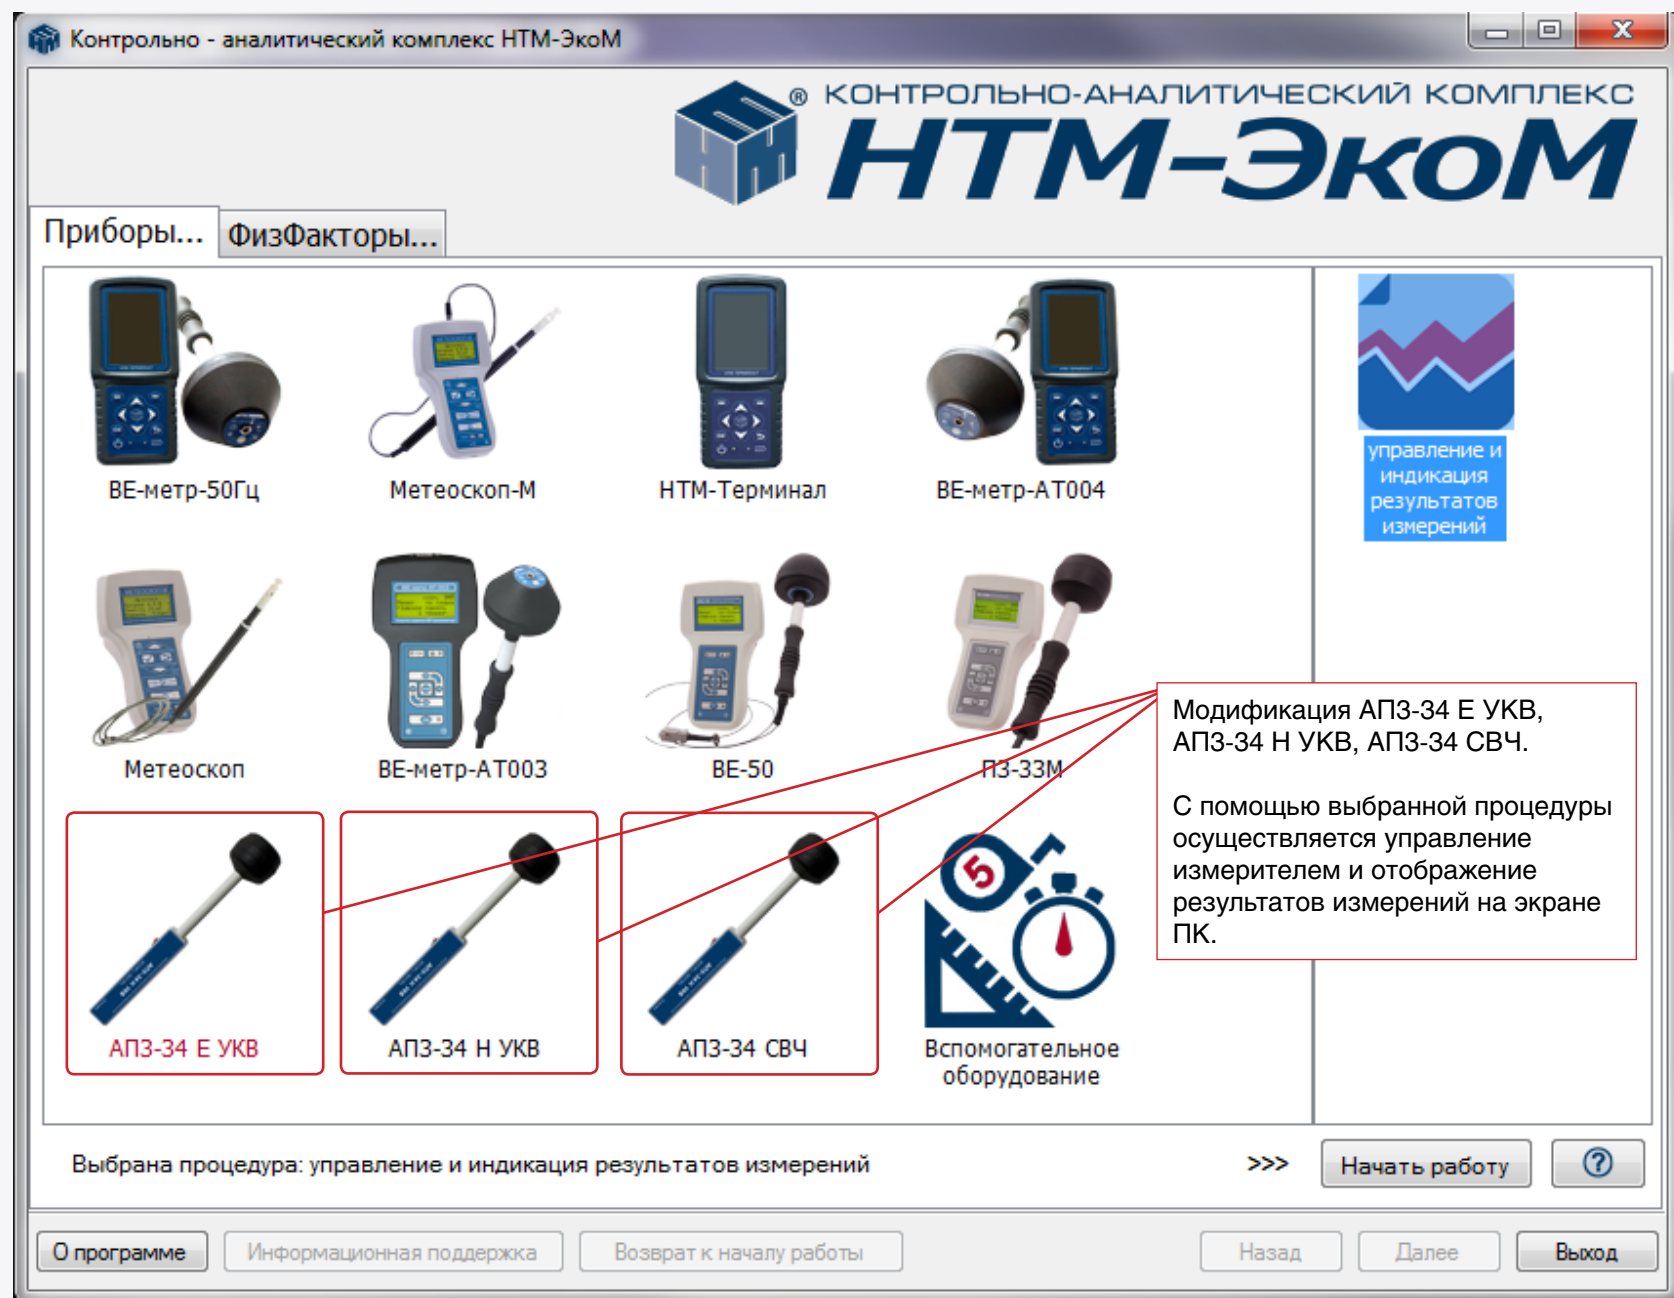 Контрольно - аналитический комплекс НТМ-ЭкоМ
® КОНТРОЛЬНО-АНАЛИТИЧЕСКИЙ КОМПЛЕКС
НТМ-ЭкоМ
Приборы... ФизФакторы...
ВЕ-метр-50Гц
Метеоскоп-М
НТМ-Терминал
ВЕ-метр-АТ004
управление и
индикация
результатов
измерений
Метеоскоп
ВЕ-метр-АТ003
ВЕ-50
П3-33М
Модификация АП3-34 Е УКВ,
АП3-34 Н УКВ, АП3-34 СВЧ.
С помощью выбранной процедуры
осуществляется управление
измерителем и отображение
результатов измерений на экране
ПК.
АП3-34 Е УКВ
АП3-34 Н УКВ
АП3-34 СВЧ
5
Вспомогательное
оборудование
Выбрана процедура: управление и индикация результатов измерений
>>>
Начать работу
?
О программе
Информационная поддержка
Возврат к началу работы
Назад
Далее
Выход